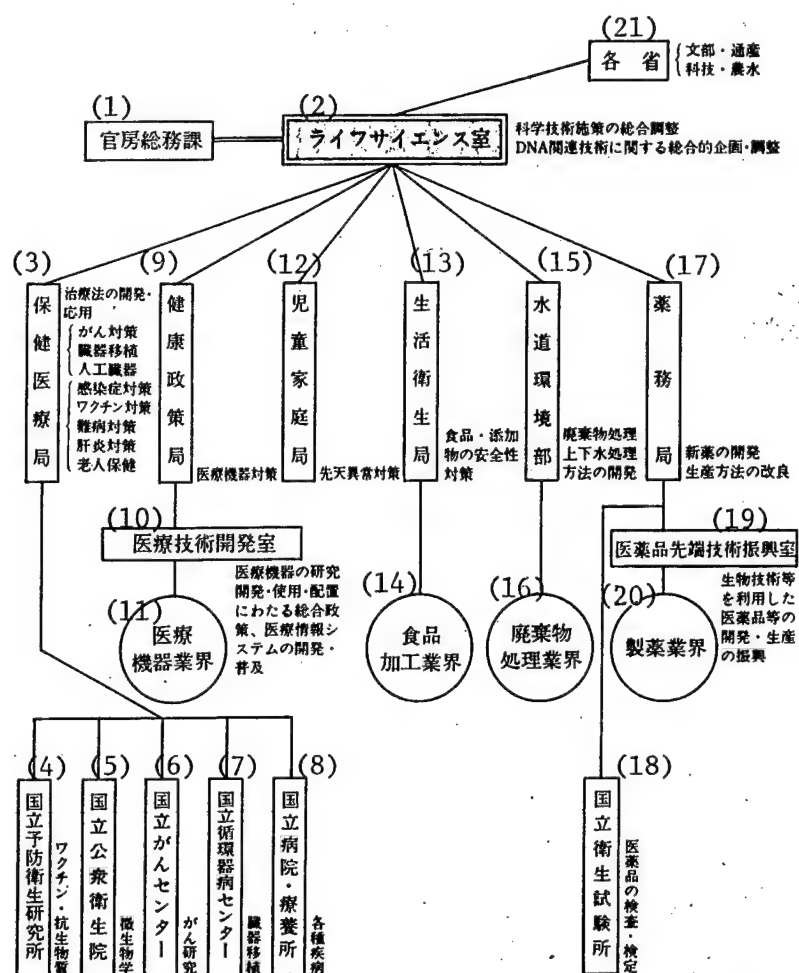 (21)
各省
文部・通産
科技・農水
(1)
官房総務課
(2)
ライフサイエンス室
科学技術施策の総合調整
DNA関連技術に関する総合的企画・調整
(3)
保健医療局
治療法の開発・
応用
がん対策
臓器移植
人工臓器
感染症対策
ワクチン対策
難病対策
肝炎対策
老人保健
(9)
健康政策局
医療機器対策
(12)
児童家庭局
先天異常対策
(13)
生活衛生局
食品・添加
物の安全性
対策
(15)
水道環境部
廃棄物処理
上下水処理
方法の開発
(17)
薬務局
新薬の開発
生産方法の改良
(10)
医療技術開発室
医療機器の研究
開発・使用・配置
にわたる総合政
策、医療情報シ
ステムの開発・
普及
(11)
医療
機器業界
(14)
食品
加工業界
(16)
廃棄物
処理業界
(19)
医薬品先端技術振興室
生物技術等
を利用した
医薬品等の
開発・生産
の振興
(20)
製薬業界
(4)
国立予防衛生研究所
ワクチン・抗生物質
(5)
国立公衆衛生院
微生物学
(6)
国立がんセンター
がん研究
(7)
国立循環器病センター
臓器移植
(8)
国立病院・療養所
各種疾病
(18)
国立衛生試験所
医薬品の検査・検定